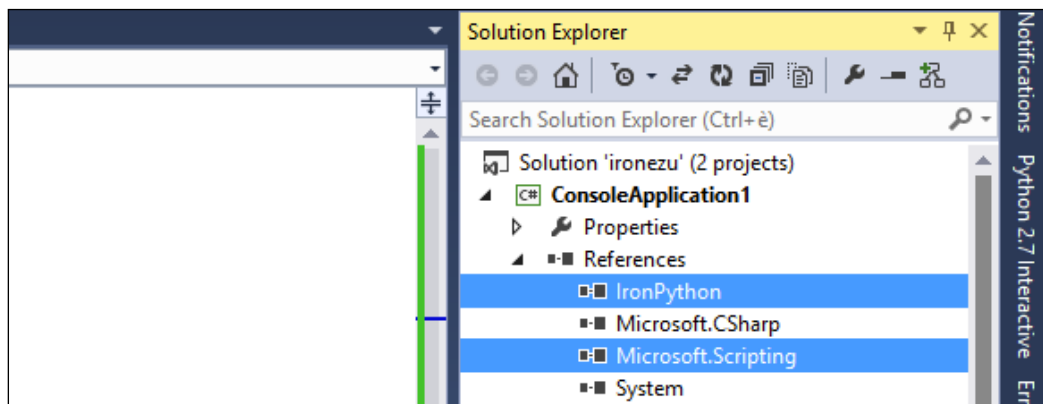 Solution Explorer
Search Solution Explorer (Ctrl+è)
Solution 'ironezu' (2 projects)
C# ConsoleApplication1
Properties
References
IronPython
Microsoft.CSharp
Microsoft.Scripting
System
Notifications
Python 2.7 Interactive